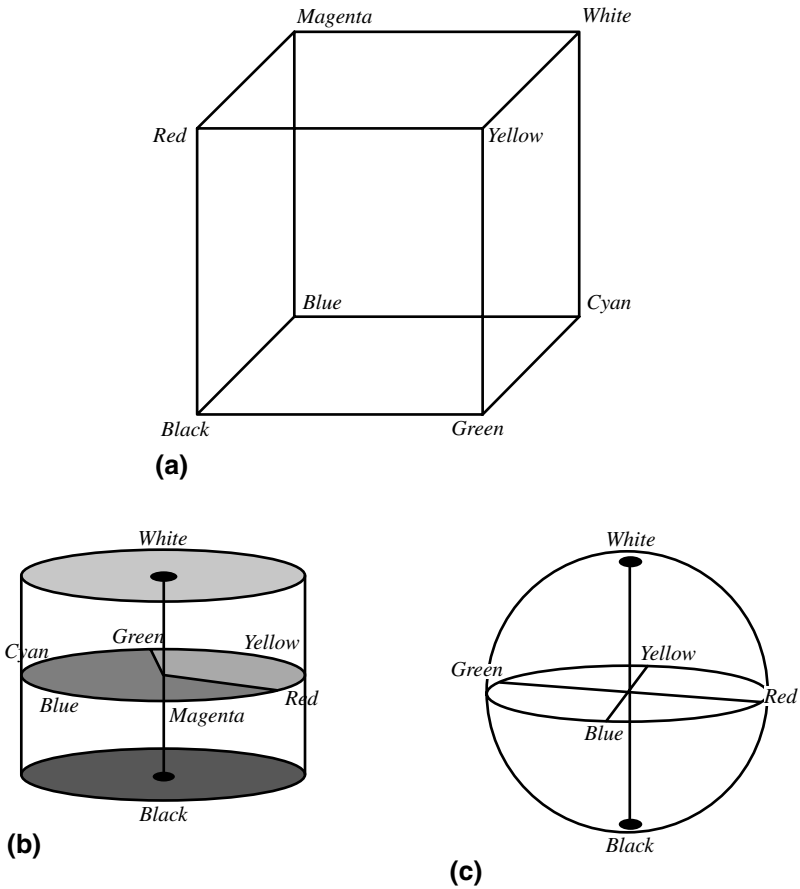 Magenta
White
Red
Yellow
Blue
Cyan
Black
Green
(a)
White
Green
Yellow
Cyan
Blue
Red
Magenta
Black
(b)
White
Yellow
Green
Red
Blue
Black
(c)